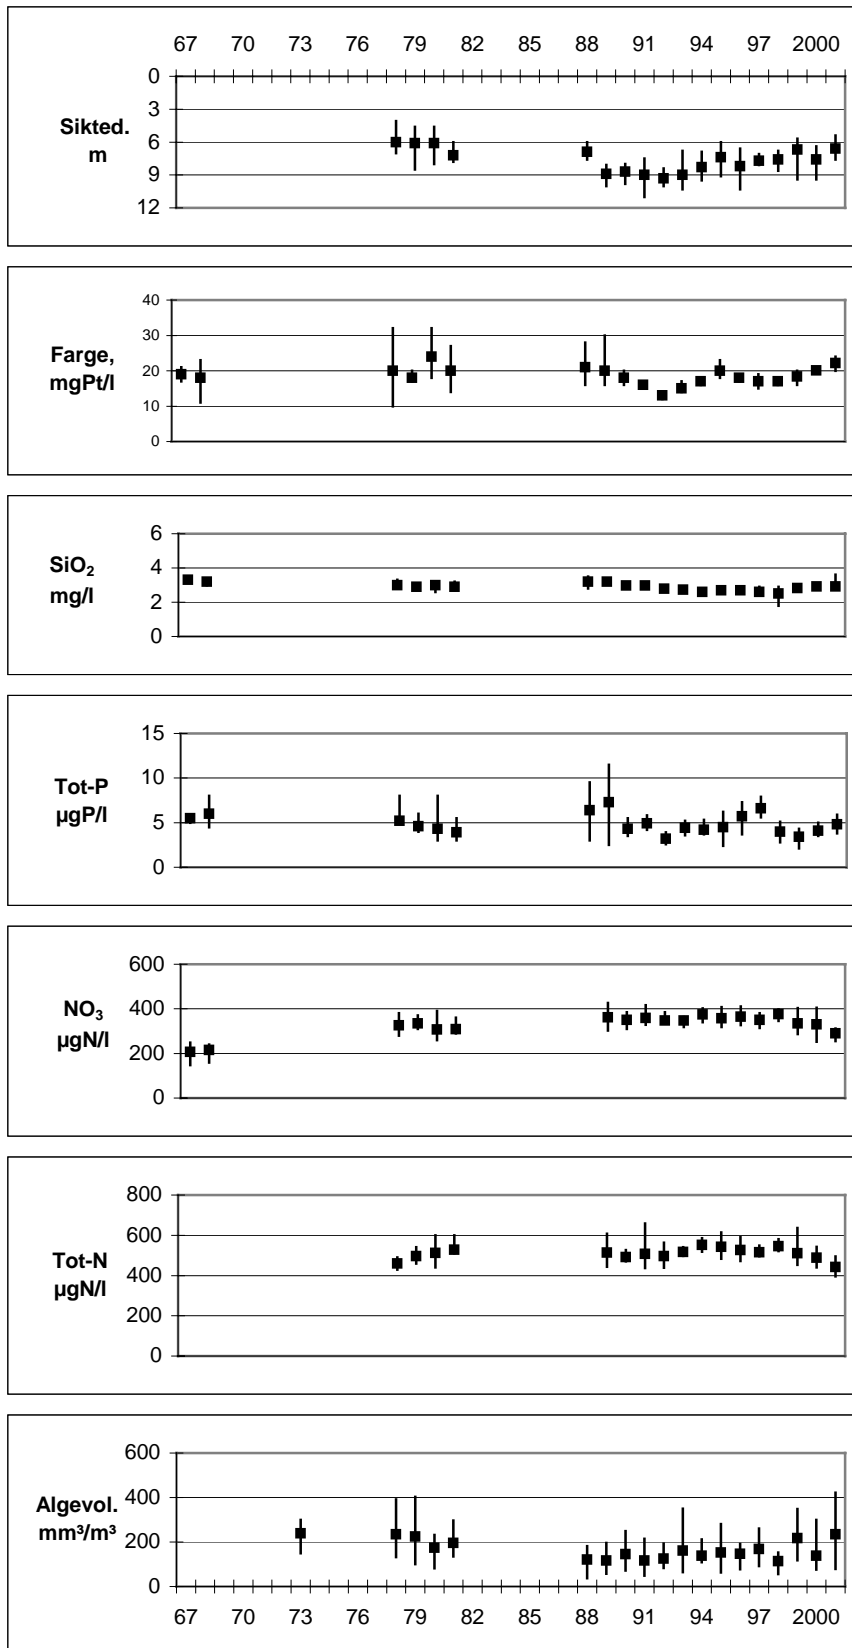 67 70 73 76 79 82 85 88 91 94 97 2000
0
3
Sikted.
6
m
9
12
40
30
Farge,
20
mgPt/l
10
0
6
SiO₂
4
mg/l
2
0
15
Tot-P
10
µgP/l
5
0
600
NO₃
400
µgN/l
200
0
800
Tot-N
600
400
µgN/l
200
0
600
Algevol.
400
mm³/m³
200
0
67 70 73 76 79 82 85 88 91 94 97 2000